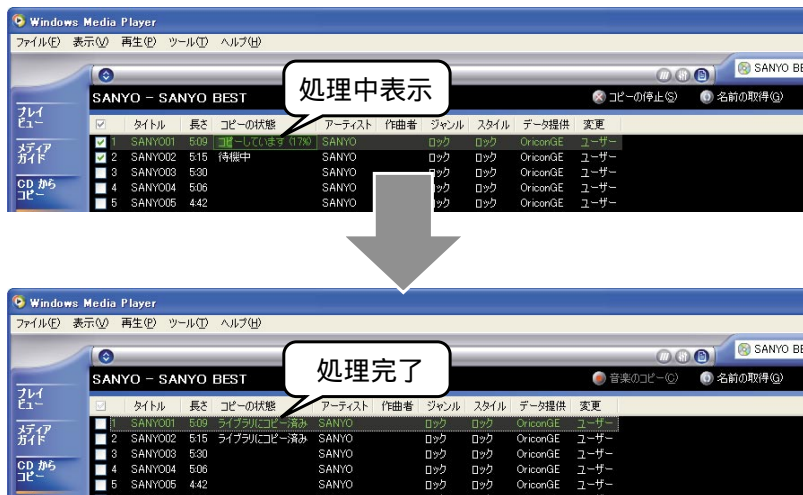 Windows Media Player
ファイル(F) 表示(V) 再生(P) ツール(T) ヘルプ(H)
SANYO BE
処理中表示
SANYO - SANYO BEST コピーの停止(S) 名前の取得(G)
プレイ
ビュー
タイトル 長さ コピーの状態 アーティスト 作曲者 ジャンル スタイル データ提供 変更
1 SANYO01 5:09 コピーしています (17%) SANYO ロック ロック OriconGE ユーザー
メディア
ガイド
2 SANYO02 5:15 待機中 SANYO ロック ロック OriconGE ユーザー
3 SANYO03 5:30 SANYO ロック ロック OriconGE ユーザー
CD から
コピー
4 SANYO04 5:06 SANYO ロック ロック OriconGE ユーザー
5 SANYO05 4:42 SANYO ロック ロック OriconGE ユーザー
Windows Media Player
ファイル(F) 表示(V) 再生(P) ツール(T) ヘルプ(H)
SANYO BE
処理完了
SANYO - SANYO BEST 音楽のコピー(C) 名前の取得(G)
プレイ
ビュー
タイトル 長さ コピーの状態 アーティスト 作曲者 ジャンル スタイル データ提供 変更
1 SANYO01 5:09 ライブラリにコピー済み SANYO ロック ロック OriconGE ユーザー
メディア
ガイド
2 SANYO02 5:15 ライブラリにコピー済み SANYO ロック ロック OriconGE ユーザー
3 SANYO03 5:30 SANYO ロック ロック OriconGE ユーザー
CD から
コピー
4 SANYO04 5:06 SANYO ロック ロック OriconGE ユーザー
5 SANYO05 4:42 SANYO ロック ロック OriconGE ユーザー